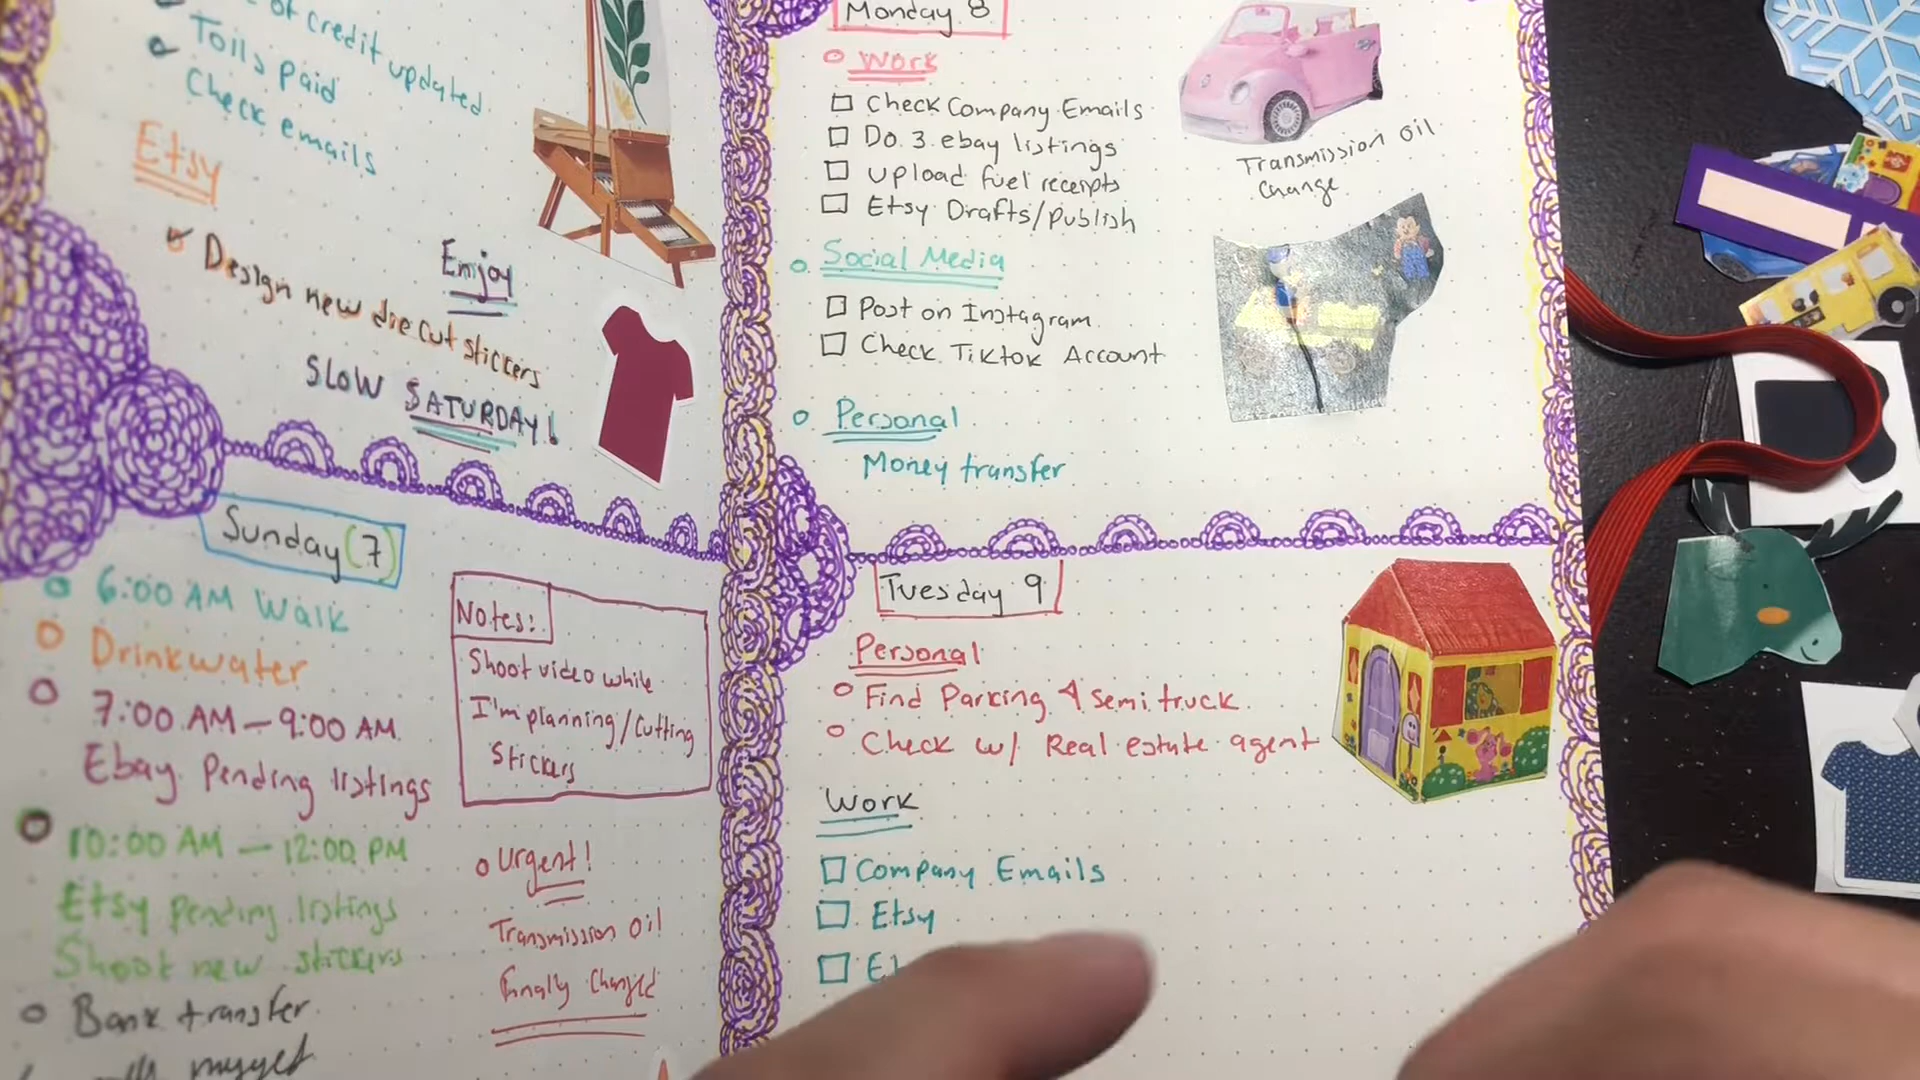 of credit updated
Tolls paid
Check emails
Etsy
Design new die cut stickers
Enjoy
SLOW SATURDAY!
Sunday (7)
6:00 AM Walk
Drink water
7:00 AM — 9:00 AM
Ebay Pending listings
10:00 AM — 12:00 PM
Etsy pending listings
Shoot new stickers
Bank transfer
Notes:
Shoot video while
I'm planning/Cutting
Stickers
Urgent!
Transmission Oil
finally Changed
Monday 8
Work
Check Company Emails
Do 3 ebay listings
Upload fuel receipts
Etsy Drafts/Publish
Transmission Oil
Change
Social Media
Post on Instagram
Check Tiktok Account
Personal
Money transfer
Tuesday 9
Personal
Find Parking 4 Semi truck
Check w/ Real estate agent
Work
Company Emails
Etsy